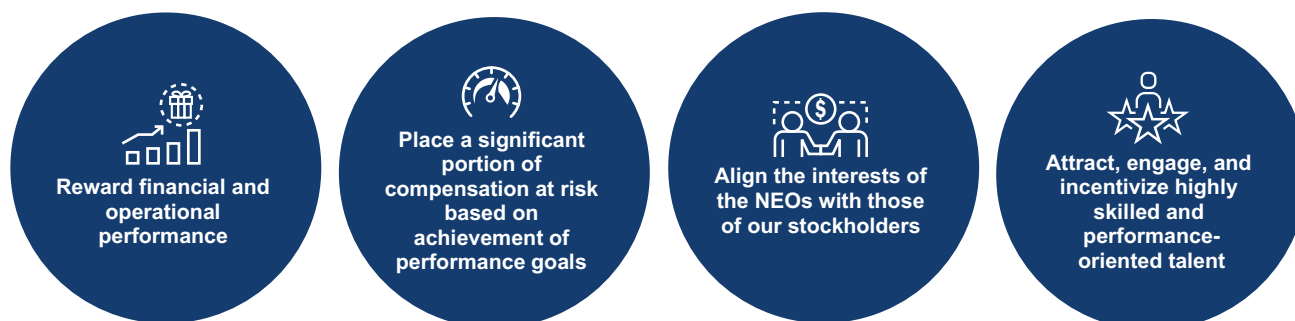 Reward financial and
operational
performance
Place a significant
portion of
compensation at risk
based on
achievement of
performance goals
$
Align the interests of
the NEOs with those
of our stockholders
Attract, engage, and
incentivize highly
skilled and
performance-
oriented talent